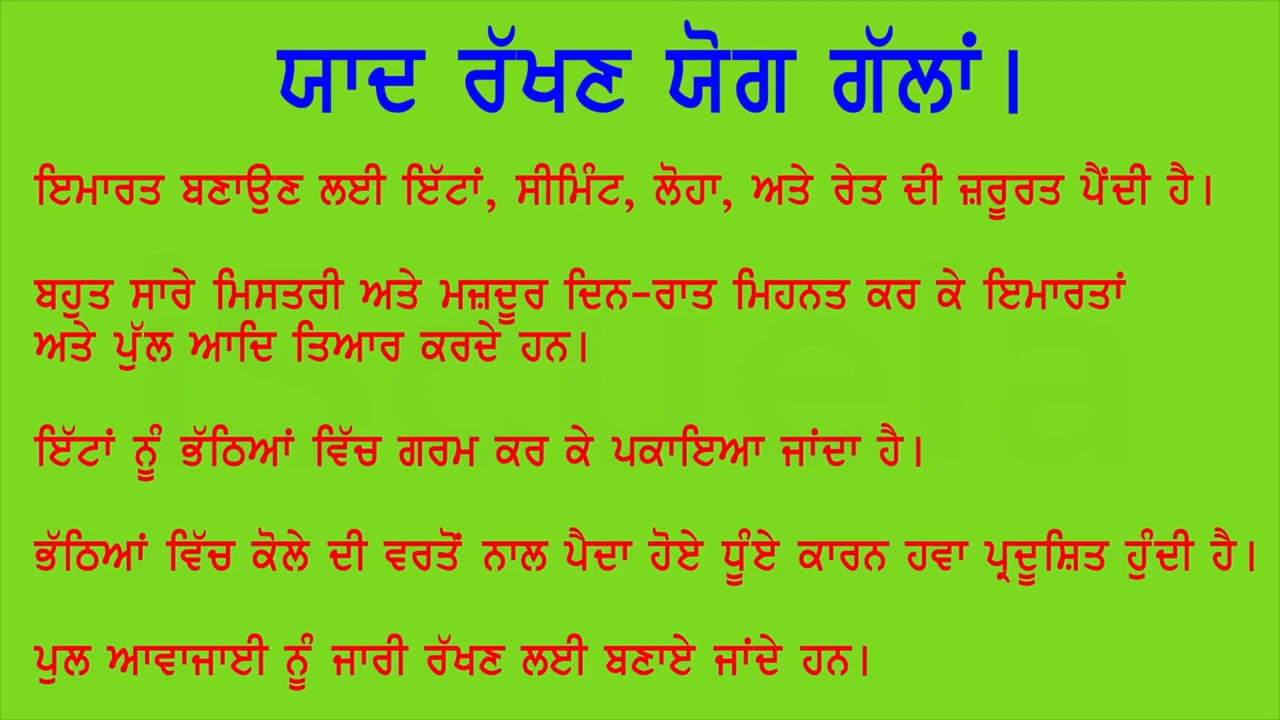 ਯਾਦ ਰੱਖਣ ਯੋਗ ਗੱਲਾਂ।
ਇਮਾਰਤ ਬਣਾਉਣ ਲਈ ਇੱਟਾਂ, ਸੀਮਿੰਟ, ਲੋਹਾ, ਅਤੇ ਰੇਤ ਦੀ ਜ਼ਰੂਰਤ ਪੈਂਦੀ ਹੈ।
ਬਹੁਤ ਸਾਰੇ ਮਿਸਤਰੀ ਅਤੇ ਮਜ਼ਦੂਰ ਦਿਨ-ਰਾਤ ਮਿਹਨਤ ਕਰ ਕੇ ਇਮਾਰਤਾਂ
ਅਤੇ ਪੁੱਲ ਆਦਿ ਤਿਆਰ ਕਰਦੇ ਹਨ।
ਇੱਟਾਂ ਨੂੰ ਭੱਠਿਆਂ ਵਿੱਚ ਗਰਮ ਕਰ ਕੇ ਪਕਾਇਆ ਜਾਂਦਾ ਹੈ।
ਭੱਠਿਆਂ ਵਿੱਚ ਕੋਲੇ ਦੀ ਵਰਤੋਂ ਨਾਲ ਪੈਦਾ ਹੋਏ ਧੂੰਏ ਕਾਰਨ ਹਵਾ ਪ੍ਰਦੂਸ਼ਿਤ ਹੁੰਦੀ ਹੈ।
ਪੁਲ ਆਵਾਜਾਈ ਨੂੰ ਜਾਰੀ ਰੱਖਣ ਲਈ ਬਣਾਏ ਜਾਂਦੇ ਹਨ।